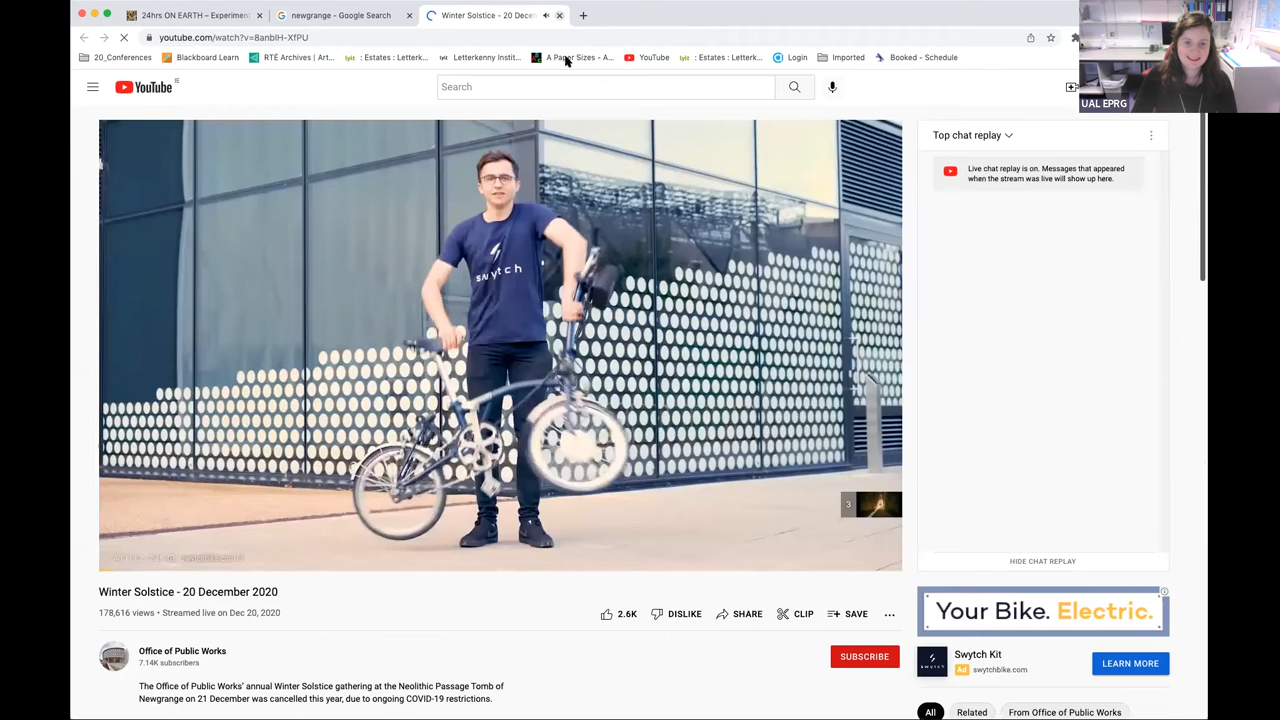 24hrs ON EARTH – Experimen
newgrange - Google Search
Winter Solstice - 20 Decem
youtube.com/watch?v=8anbIH-XfPU
20_Conferences
Blackboard Learn
RTÉ Archives | Art...
: Estates : Letterk...
Letterkenny Instit...
A Paper Sizes - A...
YouTube
: Estates : Letterk...
Login
Imported
Booked - Schedule
UAL EPRG
YouTube IE
Search
Top chat replay
Live chat replay is on. Messages that appeared
when the stream was live will show up here.
swytch
3
HIDE CHAT REPLAY
Winter Solstice - 20 December 2020
178,616 views • Streamed live on Dec 20, 2020
2.6K
DISLIKE
SHARE
CLIP
SAVE
...
Your Bike. Electric.
Office of Public Works
7.14K subscribers
SUBSCRIBE
Swytch Kit
Ad swytchbike.com
LEARN MORE
The Office of Public Works' annual Winter Solstice gathering at the Neolithic Passage Tomb of
Newgrange on 21 December was cancelled this year, due to ongoing COVID-19 restrictions.
All
Related
From Office of Public Works